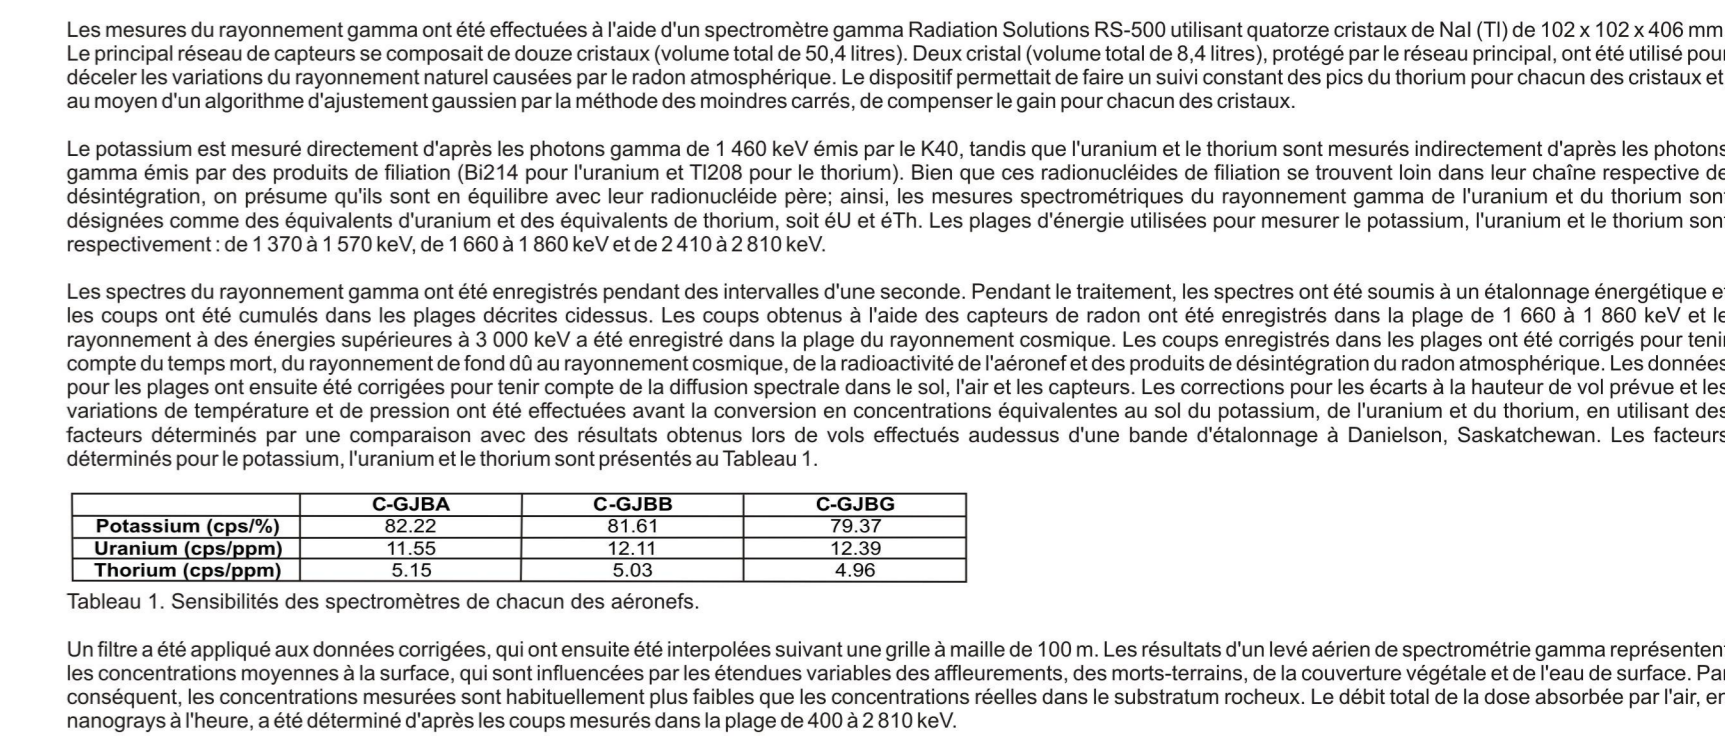 Les mesures du rayonnement gamma ont été effectuées à l'aide d'un spectromètre gamma Radiation Solutions RS-500 utilisant quatorze cristaux de NaI (Tl) de 102 x 102 x 406 mm
Le principal réseau de capteurs se composait de douze cristaux (volume total de 50,4 litres). Deux cristal (volume total de 8,4 litres), protégé par le réseau principal, ont été utilisé pour
déceler les variations du rayonnement naturel causées par le radon atmosphérique. Le dispositif permettait de faire un suivi constant des pics du thorium pour chacun des cristaux et
au moyen d'un algorithme d'ajustement gaussien par la méthode des moindres carrés, de compenser le gain pour chacun des cristaux.
Le potassium est mesuré directement d'après les photons gamma de 1 460 keV émis par le K40, tandis que l'uranium et le thorium sont mesurés indirectement d'après les photons
gamma émis par des produits de filiation (Bi214 pour l'uranium et Tl208 pour le thorium). Bien que ces radionucléides de filiation se trouvent loin dans leur chaîne respective de
désintégration, on présume qu'ils sont en équilibre avec leur radionucléide père; ainsi, les mesures spectrométriques du rayonnement gamma de l'uranium et du thorium sont
désignées comme des équivalents d'uranium et des équivalents de thorium, soit éU et éTh. Les plages d'énergie utilisées pour mesurer le potassium, l'uranium et le thorium sont
respectivement : de 1 370 à 1 570 keV, de 1 660 à 1 860 keV et de 2 410 à 2 810 keV.
Les spectres du rayonnement gamma ont été enregistrés pendant des intervalles d'une seconde. Pendant le traitement, les spectres ont été soumis à un étalonnage énergétique et
les coups ont été cumulés dans les plages décrites cidessus. Les coups obtenus à l'aide des capteurs de radon ont été enregistrés dans la plage de 1 660 à 1 860 keV et le
rayonnement à des énergies supérieures à 3 000 keV a été enregistré dans la plage du rayonnement cosmique. Les coups enregistrés dans les plages ont été corrigés pour tenir
compte du temps mort, du rayonnement de fond dû au rayonnement cosmique, de la radioactivité de l'aéronef et des produits de désintégration du radon atmosphérique. Les données
pour les plages ont ensuite été corrigées pour tenir compte de la diffusion spectrale dans le sol, l'air et les capteurs. Les corrections pour les écarts à la hauteur de vol prévue et les
variations de température et de pression ont été effectuées avant la conversion en concentrations équivalentes au sol du potassium, de l'uranium et du thorium, en utilisant des
facteurs déterminés par une comparaison avec des résultats obtenus lors de vols effectués audessus d'une bande d'étalonnage à Danielson, Saskatchewan. Les facteurs
déterminés pour le potassium, l'uranium et le thorium sont présentés au Tableau 1.
C-GJBA C-GJBB C-GJBG
Potassium (cps/%) 82.22 81.61 79.37
Uranium (cps/ppm) 11.55 12.11 12.39
Thorium (cps/ppm) 5.15 5.03 4.96
Tableau 1. Sensibilités des spectromètres de chacun des aéronefs.
Un filtre a été appliqué aux données corrigées, qui ont ensuite été interpolées suivant une grille à maille de 100 m. Les résultats d'un levé aérien de spectrométrie gamma représentent
les concentrations moyennes à la surface, qui sont influencées par les étendues variables des affleurements, des morts-terrains, de la couverture végétale et de l'eau de surface. Par
conséquent, les concentrations mesurées sont habituellement plus faibles que les concentrations réelles dans le substratum rocheux. Le débit total de la dose absorbée par l'air, en
nanograys à l'heure, a été déterminé d'après les coups mesurés dans la plage de 400 à 2 810 keV.